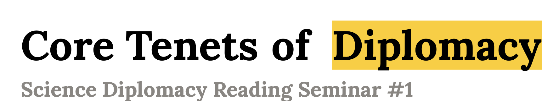 Core Tenets of Diplomacy
Science Diplomacy Reading Seminar #1